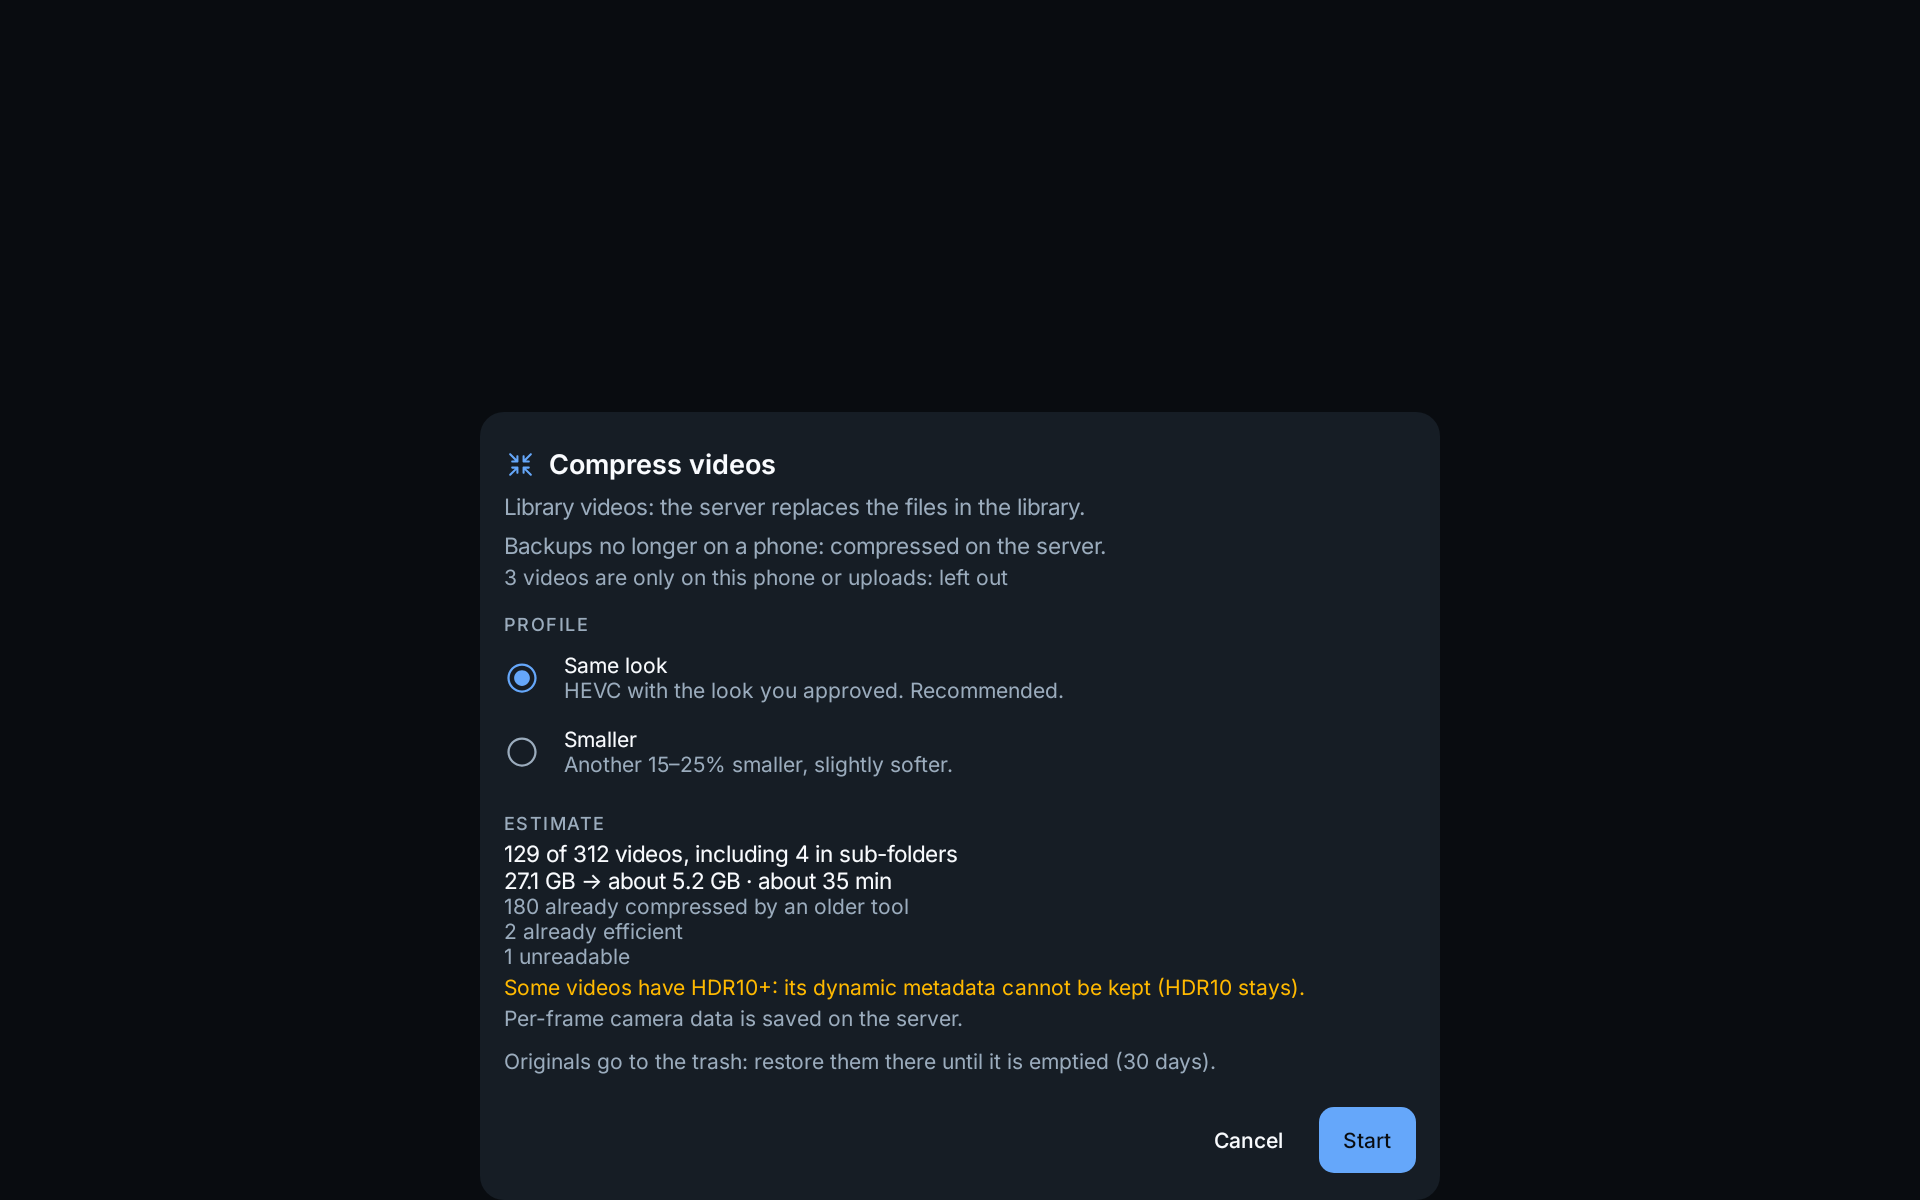 Compress videos
Library videos: the server replaces the files in the library.
Backups no longer on a phone: compressed on the server.
3 videos are only on this phone or uploads: left out
PROFILE
Same look
HEVC with the look you approved. Recommended.
Smaller
Another 15–25% smaller, slightly softer.
ESTIMATE
129 of 312 videos, including 4 in sub-folders
27.1 GB → about 5.2 GB · about 35 min
180 already compressed by an older tool
2 already efficient
1 unreadable
Some videos have HDR10+: its dynamic metadata cannot be kept (HDR10 stays).
Per-frame camera data is saved on the server.
Originals go to the trash: restore them there until it is emptied (30 days).
Cancel
Start